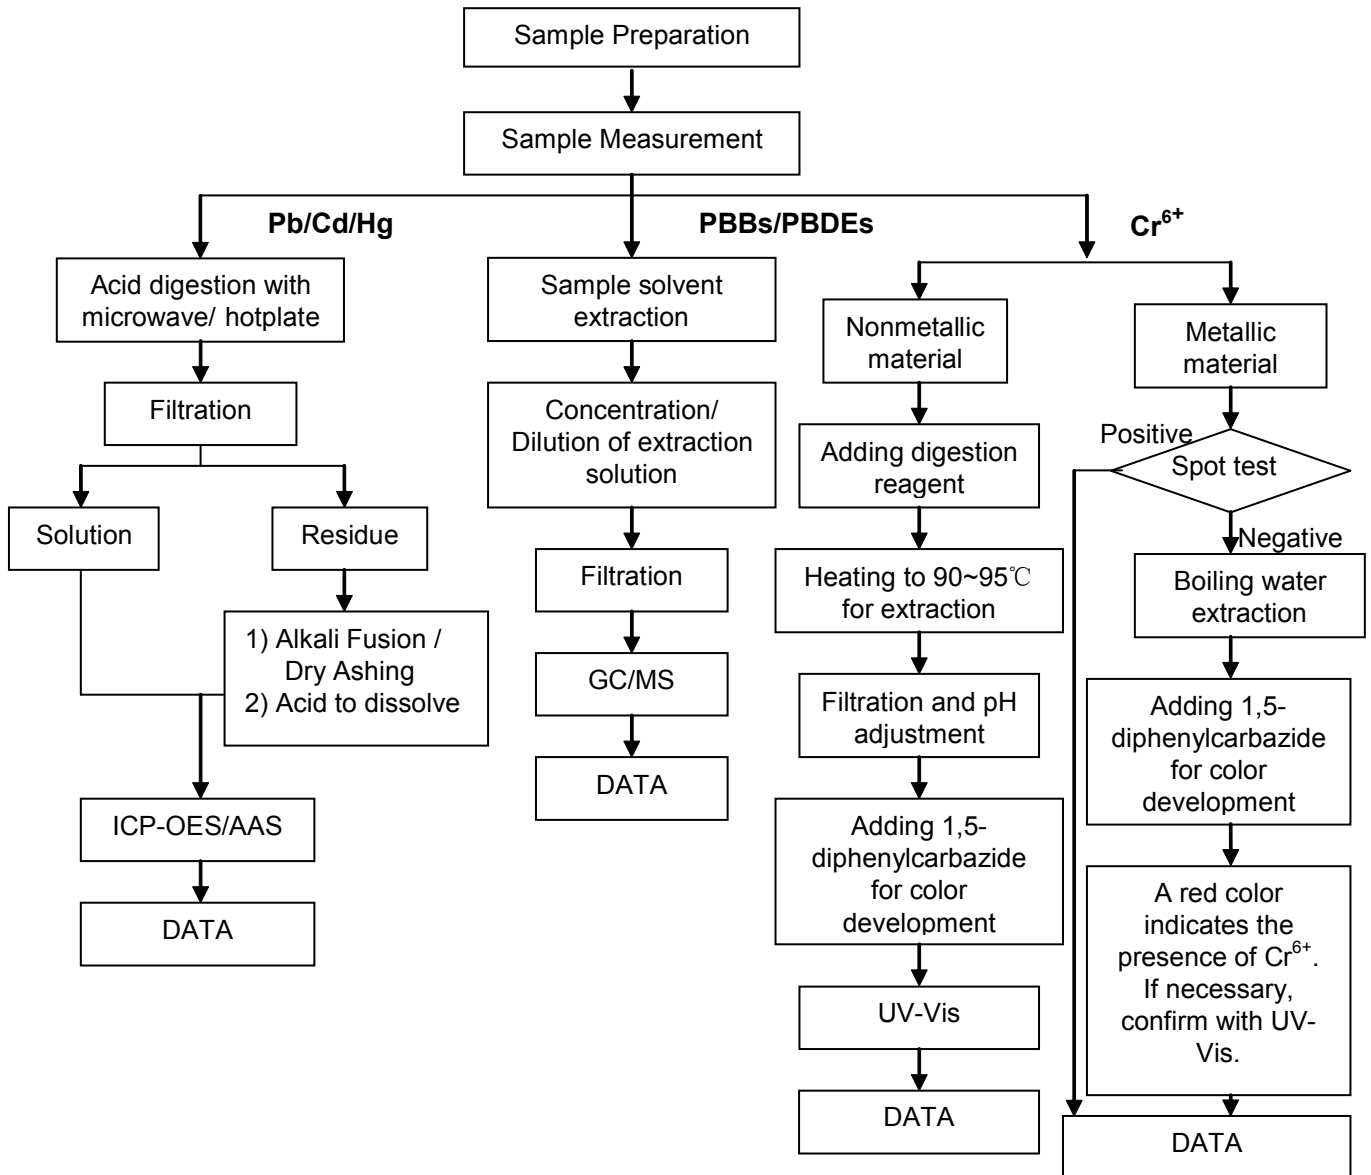 Sample Preparation
Sample Measurement
Pb/Cd/Hg
PBBs/PBDEs
Cr⁶⁺
Acid digestion with
microwave/ hotplate
Filtration
Solution
Residue
1) Alkali Fusion /
Dry Ashing
2) Acid to dissolve
ICP-OES/AAS
DATA
Sample solvent
extraction
Concentration/
Dilution of extraction
solution
Filtration
GC/MS
DATA
Nonmetallic
material
Adding digestion
reagent
Heating to 90~95℃
for extraction
Filtration and pH
adjustment
Adding 1,5-
diphenylcarbazide
for color
development
UV-Vis
DATA
Metallic
material
Positive
Spot test
Negative
Boiling water
extraction
Adding 1,5-
diphenylcarbazide
for color
development
A red color
indicates the
presence of Cr⁶⁺.
If necessary,
confirm with UV-
Vis.
DATA